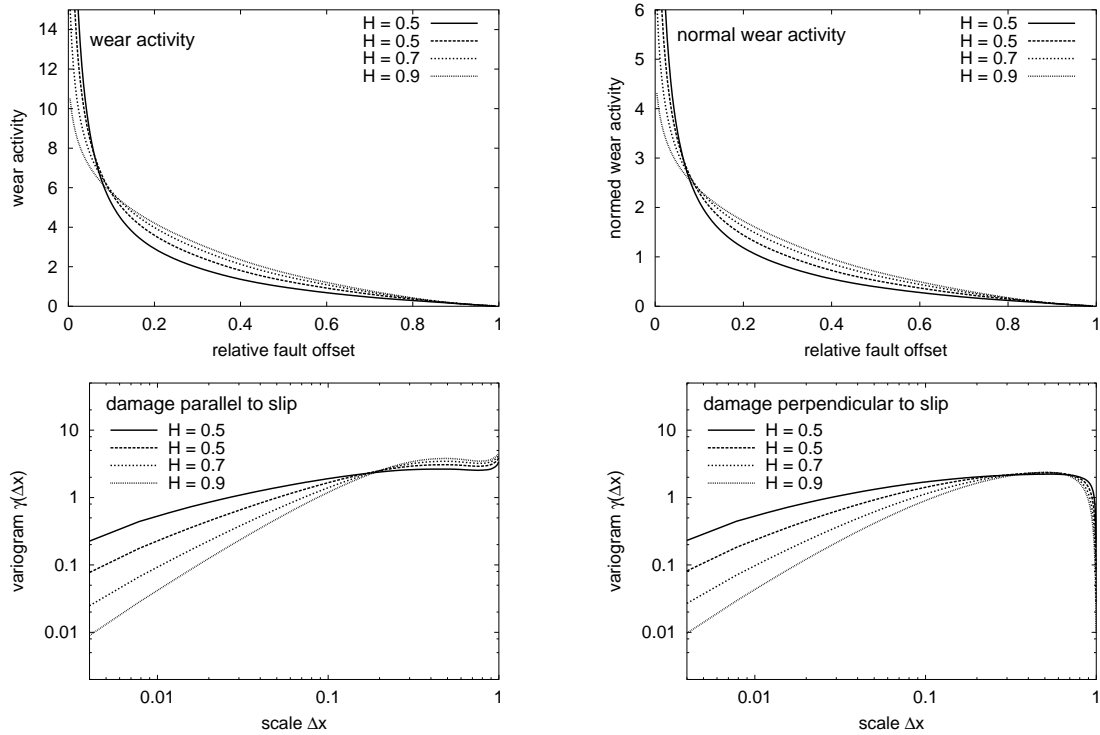 wear activity
H = 0.5
H = 0.5
H = 0.7
H = 0.9
14
12
10
8
6
4
2
0
wear activity
0 0.2 0.4 0.6 0.8 1
relative fault offset
normal wear activity
H = 0.5
H = 0.5
H = 0.7
H = 0.9
6
5
4
3
2
1
0
normed wear activity
0 0.2 0.4 0.6 0.8 1
relative fault offset
damage parallel to slip
H = 0.5
H = 0.5
H = 0.7
H = 0.9
10
1
0.1
0.01
variogram γ(Δx)
0.01 0.1 1
scale Δx
damage perpendicular to slip
H = 0.5
H = 0.5
H = 0.7
H = 0.9
10
1
0.1
0.01
variogram γ(Δx)
0.01 0.1 1
scale Δx